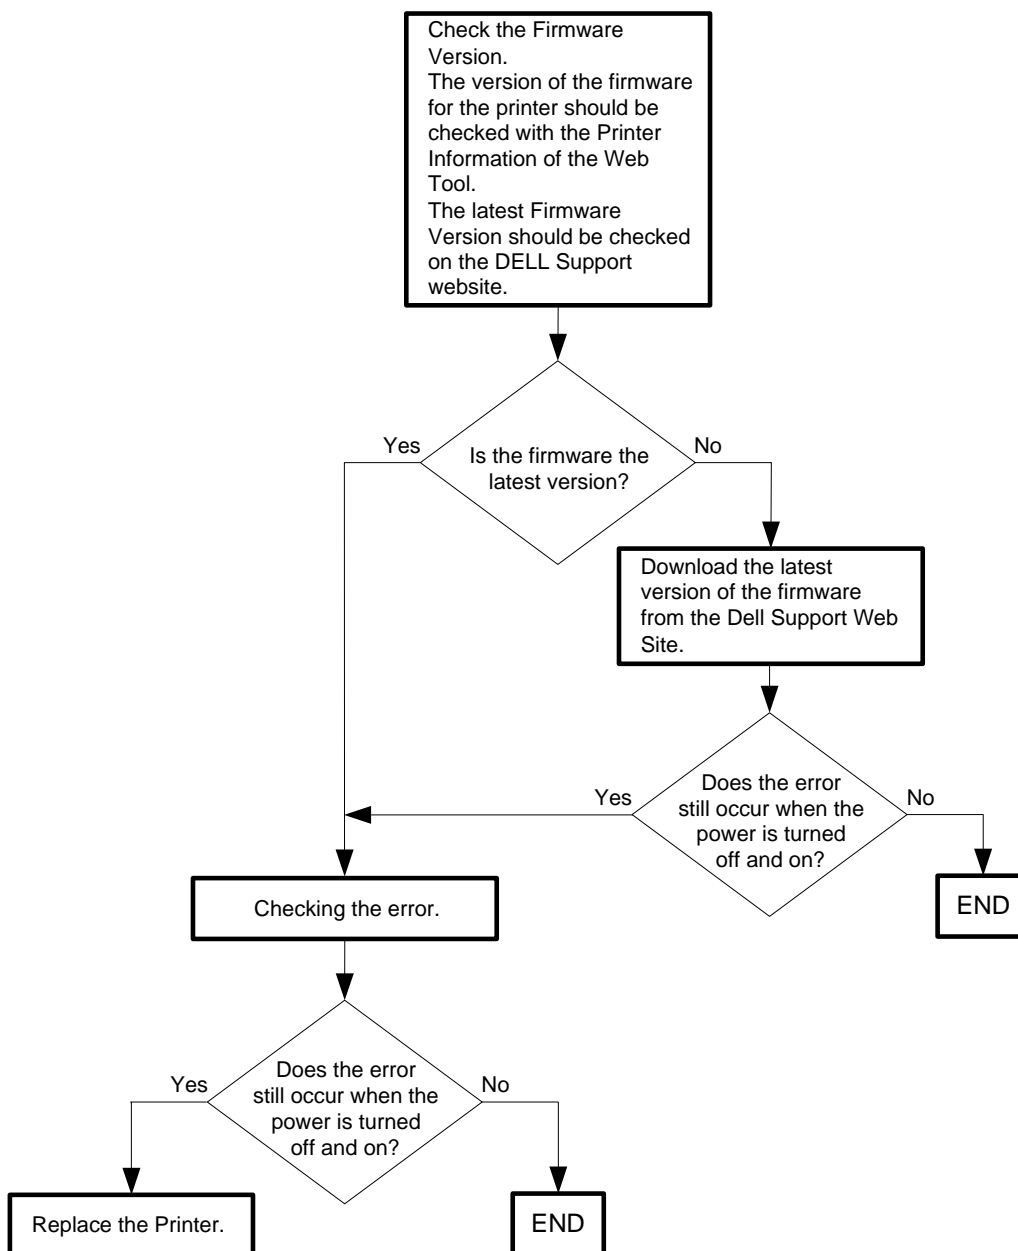 Check the Firmware
Version.
The version of the firmware
for the printer should be
checked with the Printer
Information of the Web
Tool.
The latest Firmware
Version should be checked
on the DELL Support
website.
Yes
No
Is the firmware the
latest version?
Download the latest
version of the firmware
from the Dell Support Web
Site.
Yes
No
Does the error
still occur when the
power is turned
off and on?
END
Checking the error.
Yes
No
Does the error
still occur when the
power is turned
off and on?
Replace the Printer.
END